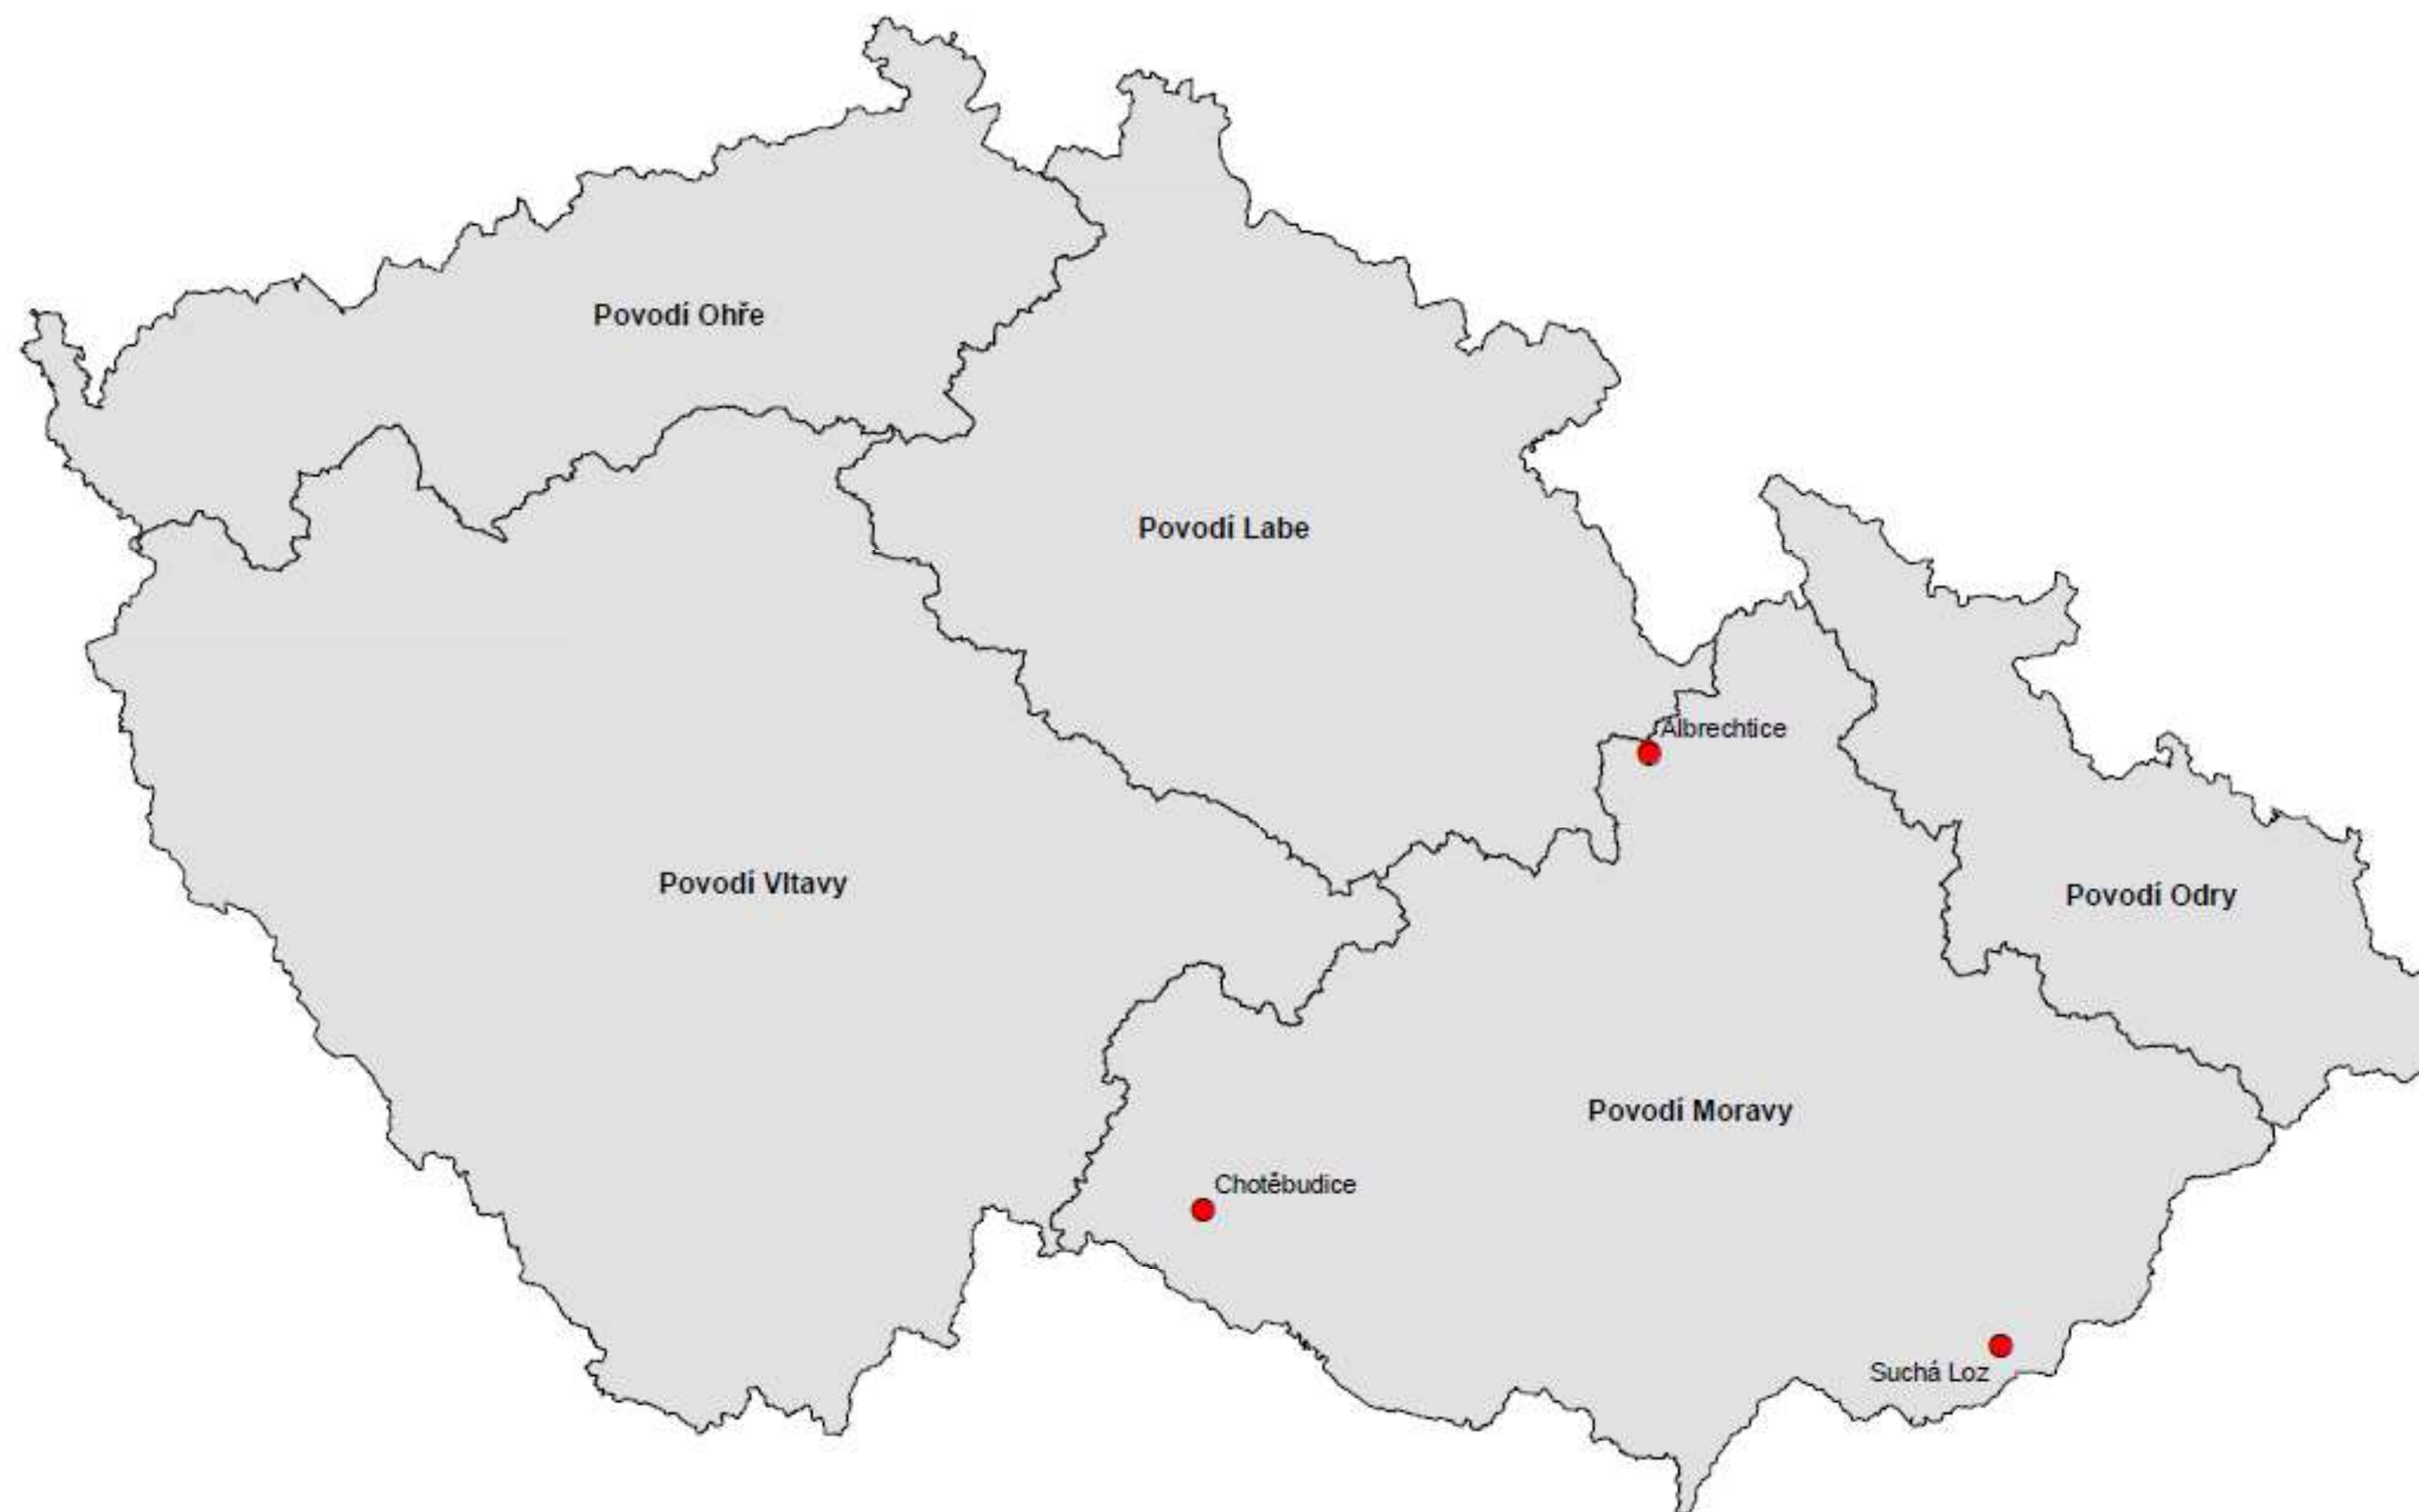 Povodí Ohře
Povodí Labe
Albrechtice
Povodí Vltavy
Povodí Odry
Povodí Moravy
Chotěbudice
Suchá Loz